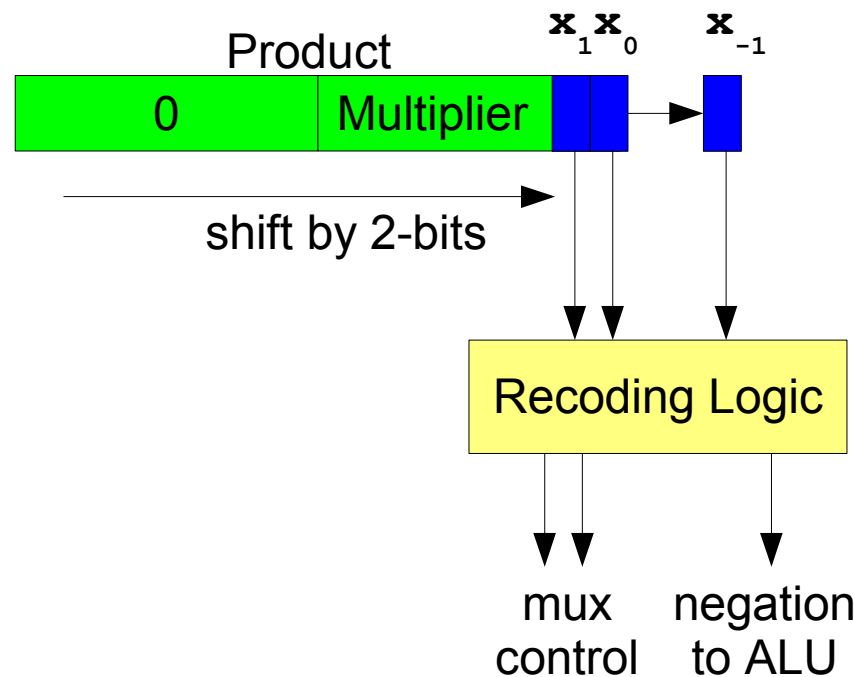 x₁ x₀ x₋₁
Product
0 Multiplier
shift by 2-bits
Recoding Logic
mux control
negation to ALU